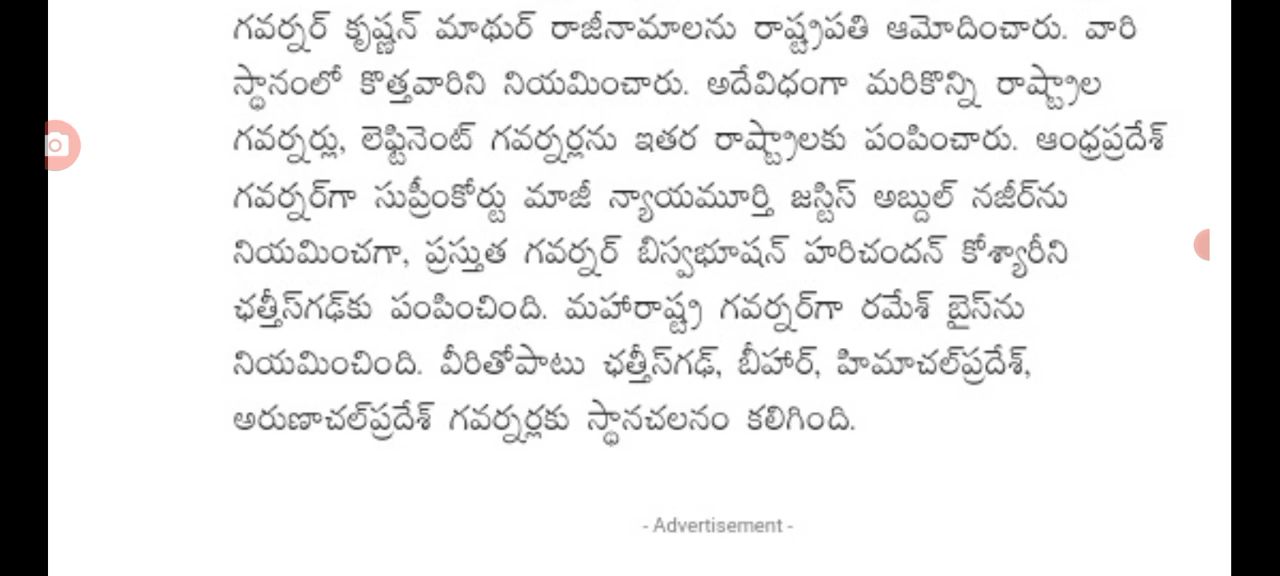 గవర్నర్ కృష్ణన్ మాథుర్ రాజీనామాలను రాష్ట్రపతి ఆమోదించారు. వారి
స్థానంలో కొత్తవారిని నియమించారు. అదేవిధంగా మరికొన్ని రాష్ట్రాల
గవర్నర్లు, లెఫ్టినెంట్ గవర్నర్లను ఇతర రాష్ట్రాలకు పంపించారు. ఆంధ్రప్రదేశ్
గవర్నర్‌గా సుప్రీంకోర్టు మాజీ న్యాయమూర్తి జస్టిస్ అబ్దుల్ నజీర్‌ను
నియమించగా, ప్రస్తుత గవర్నర్ బిస్వభూషన్ హరిచందన్ కోశ్యారీని
ఛత్తీస్‌గఢ్‌కు పంపించింది. మహారాష్ట్ర గవర్నర్‌గా రమేశ్ బైస్‌ను
నియమించింది. వీరితోపాటు ఛత్తీస్‌గఢ్, బీహార్, హిమాచల్‌ప్రదేశ్,
అరుణాచల్‌ప్రదేశ్ గవర్నర్లకు స్థానచలనం కలిగింది.
- Advertisement -